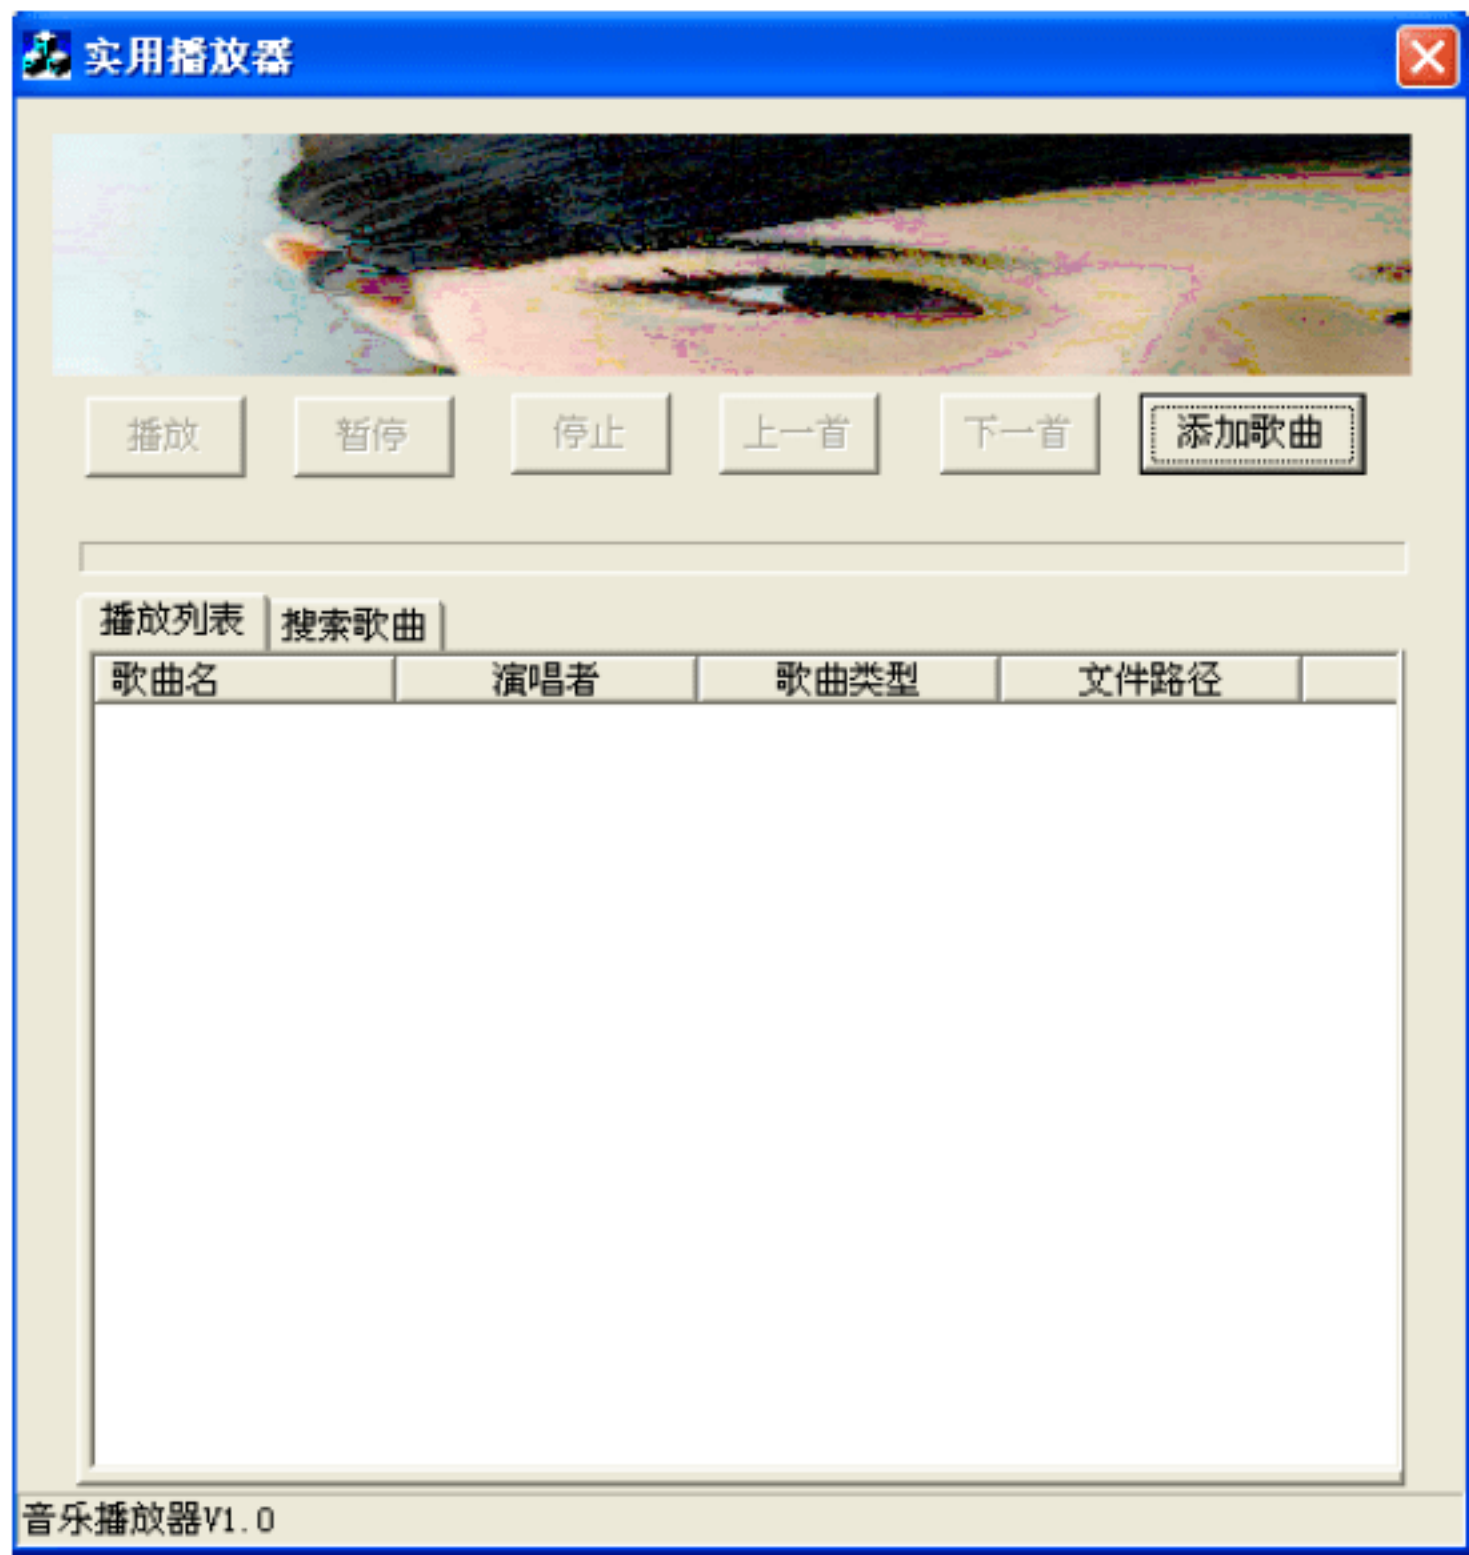 实用播放器
播放 暂停 停止 上一首 下一首 添加歌曲
播放列表 搜索歌曲
歌曲名 演唱者 歌曲类型 文件路径
音乐播放器V1.0